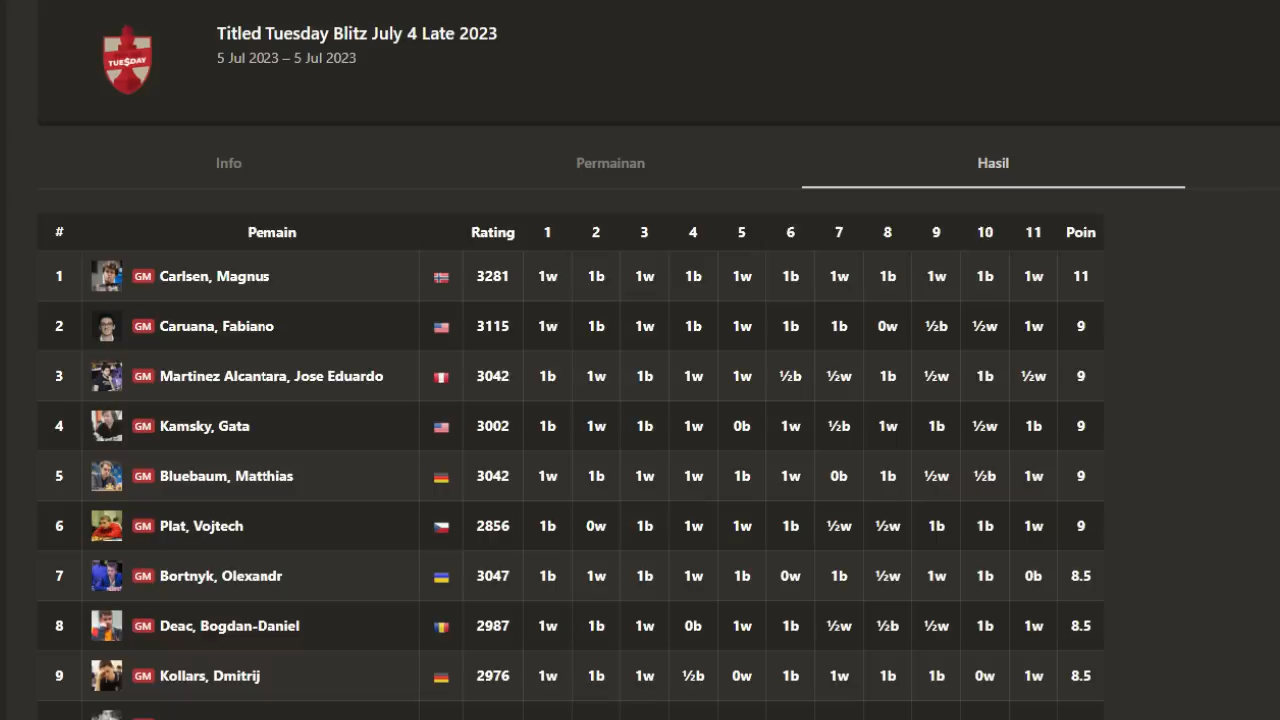 Titled Tuesday Blitz July 4 Late 2023
TUE$DAY
5 Jul 2023 – 5 Jul 2023
Info Permainan Hasil
# Pemain Rating 1 2 3 4 5 6 7 8 9 10 11 Poin
1 GM Carlsen, Magnus 3281 1w 1b 1w 1b 1w 1b 1w 1b 1w 1b 1w 11
2 GM Caruana, Fabiano 3115 1w 1b 1w 1b 1w 1b 1b 0w ½b ½w 1w 9
3 GM Martinez Alcantara, Jose Eduardo 3042 1b 1w 1b 1w 1w ½b ½w 1b ½w 1b ½w 9
4 GM Kamsky, Gata 3002 1b 1w 1b 1w 0b 1w ½b 1w 1b ½w 1b 9
5 GM Bluebaum, Matthias 3042 1w 1b 1w 1w 1b 1w 0b 1b ½w ½b 1w 9
6 GM Plat, Vojtech 2856 1b 0w 1b 1w 1w 1b ½w ½w 1b 1b 1w 9
7 GM Bortnyk, Olexandr 3047 1b 1w 1b 1w 1b 0w 1b ½w 1w 1b 0b 8.5
8 GM Deac, Bogdan-Daniel 2987 1w 1b 1w 0b 1w 1b ½w ½b ½w 1b 1w 8.5
9 GM Kollars, Dmitrij 2976 1w 1b 1w ½b 0w 1b 1w 1b 1b 0w 1w 8.5